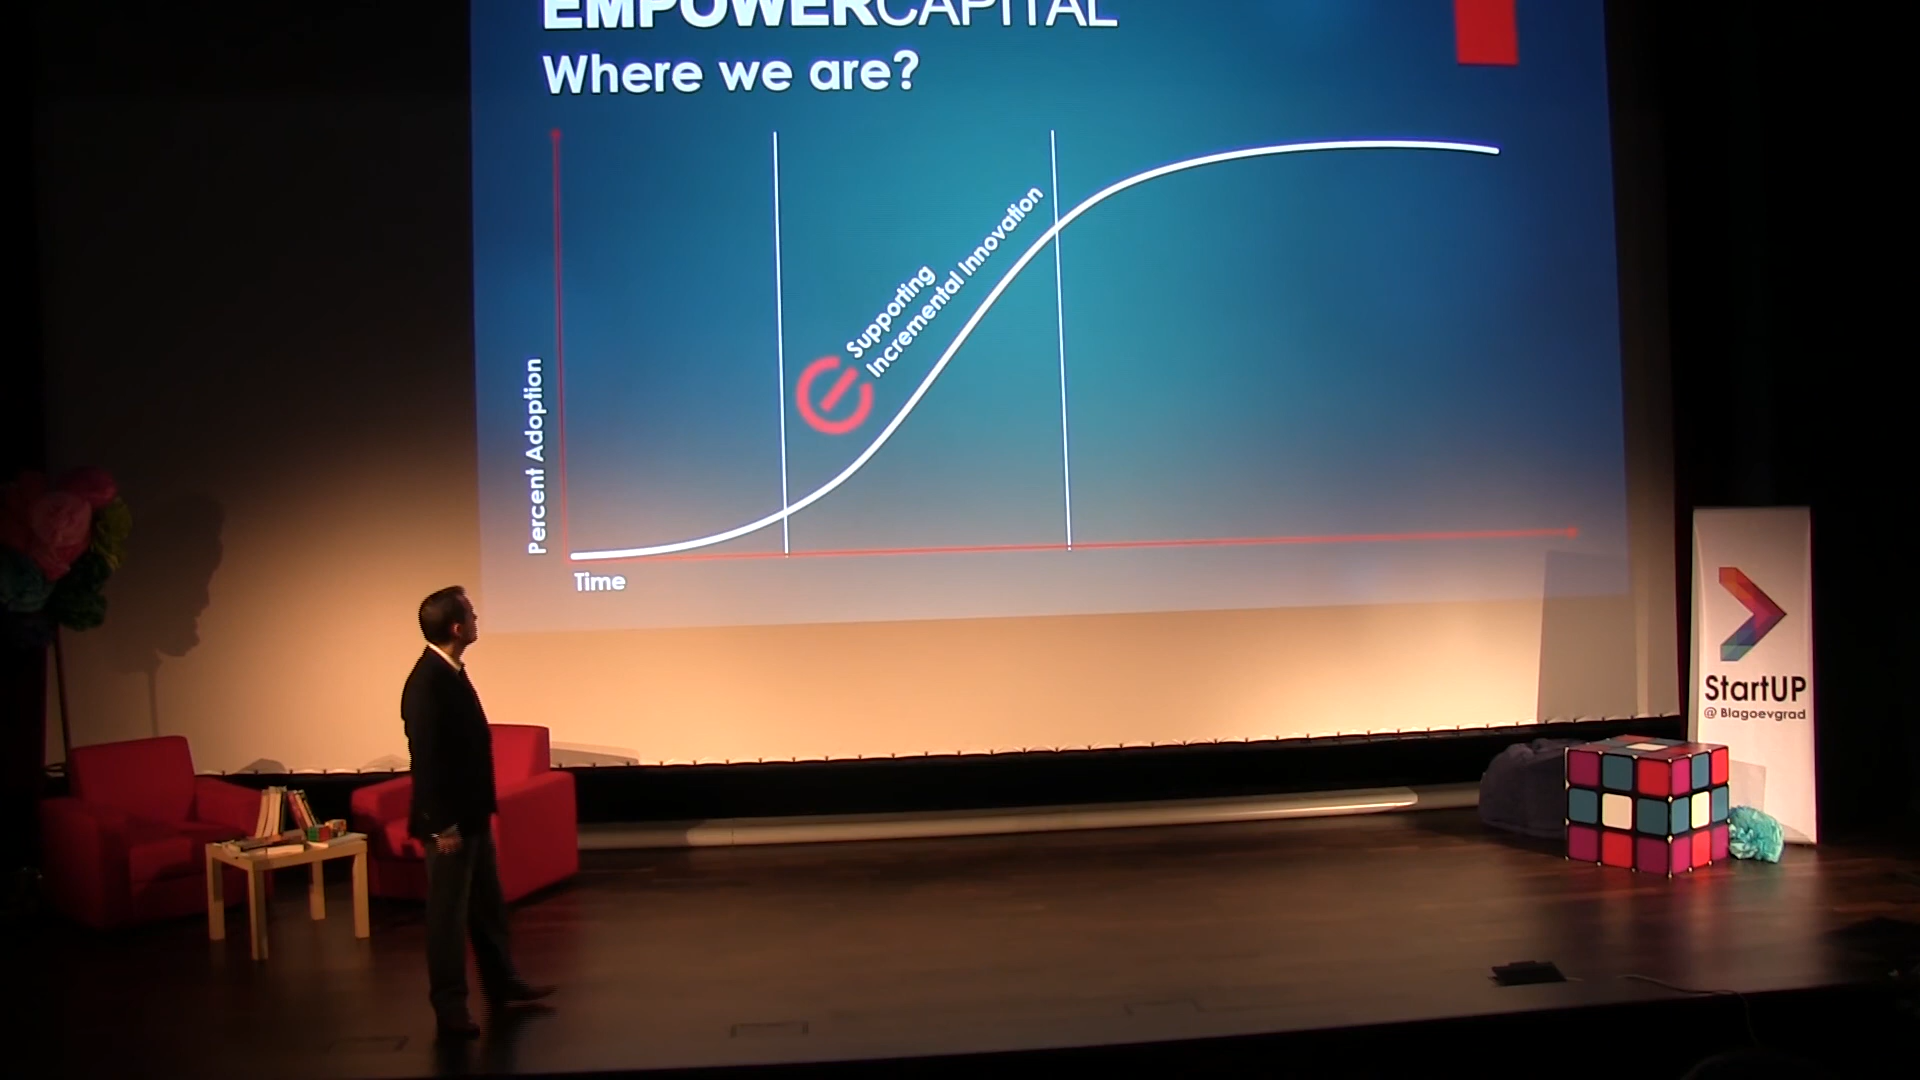 EMPOWERCAPITAL
Where we are?
Supporting
Incremental Innovation
Percent Adoption
Time
StartUP
@ Blagoevgrad